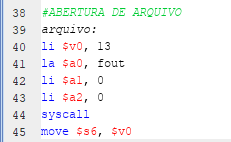 38 #ABERTURA DE ARQUIVO
39 arquivo:
40 li $v0, 13
41 la $a0, fout
42 li $a1, 0
43 li $a2, 0
44 syscall
45 move $s6, $v0